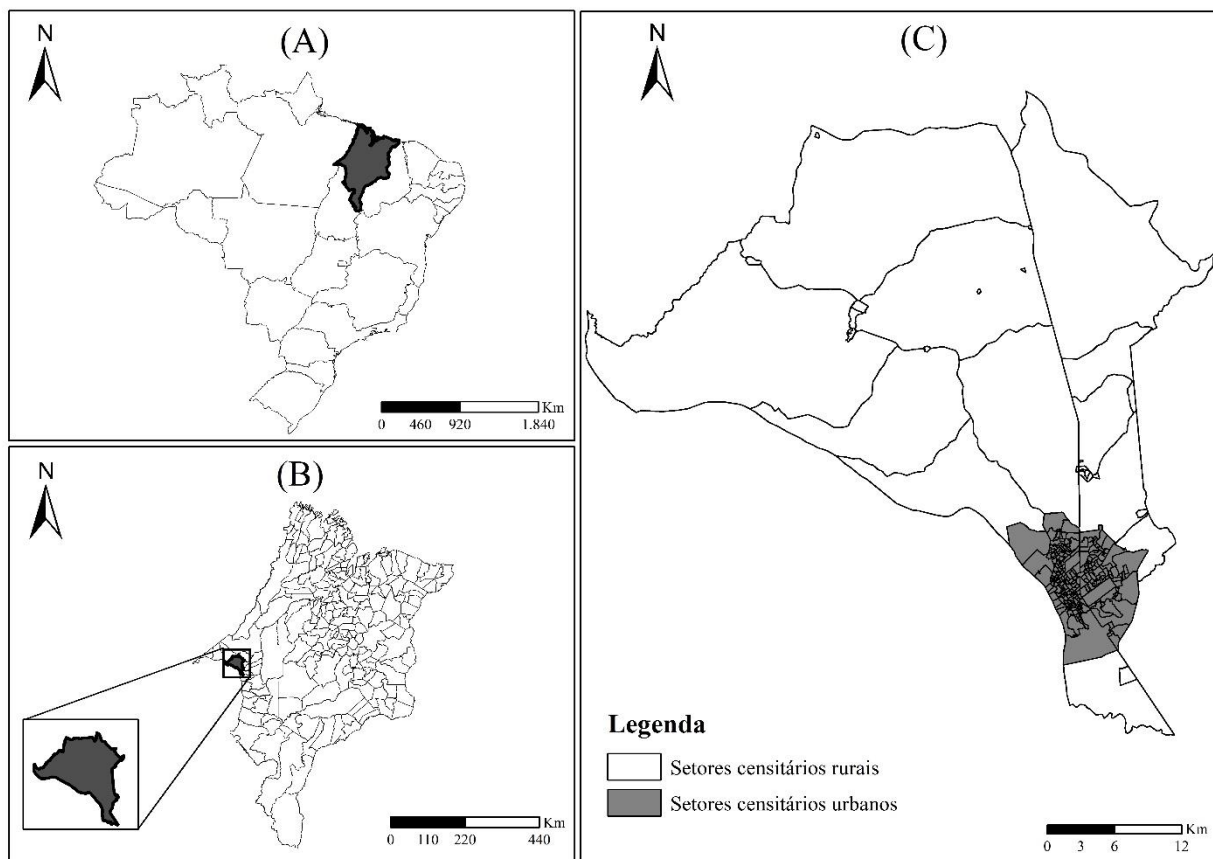 N
(A)
Km
0 460 920 1.840
N
(B)
Km
0 110 220 440
N
(C)
Legenda
Setores censitários rurais
Setores censitários urbanos
Km
0 3 6 12